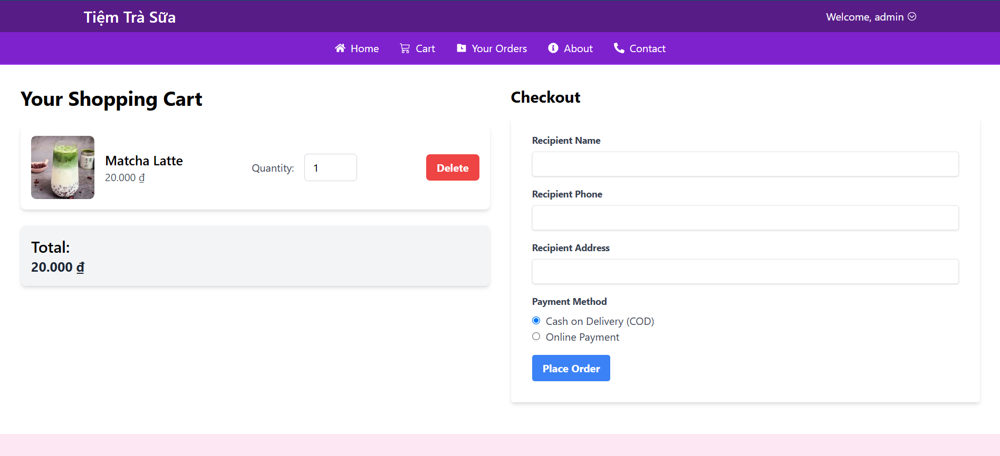 Tiệm Trà Sữa
Welcome, admin
Home
Cart
Your Orders
About
Contact
Your Shopping Cart
Matcha Latte
20.000 ₫
Quantity:
1
Delete
Total:
20.000 ₫
Checkout
Recipient Name
Recipient Phone
Recipient Address
Payment Method
Cash on Delivery (COD)
Online Payment
Place Order